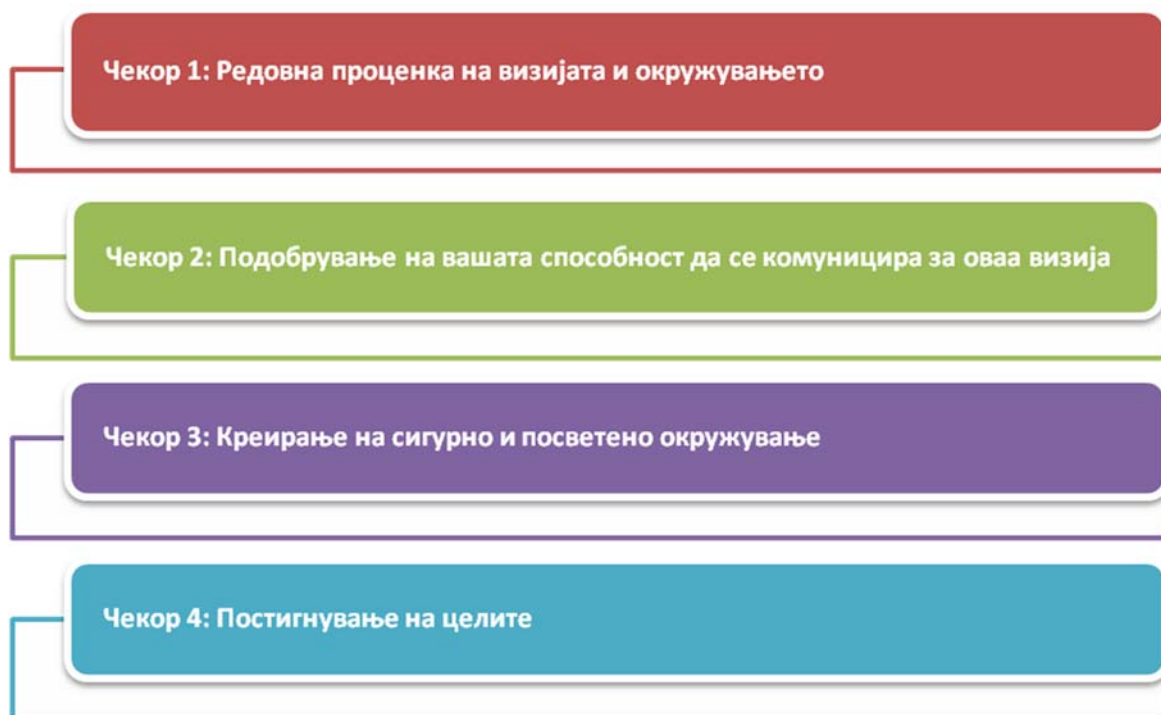 Чекор 1: Редовна проценка на визијата и окружувањето
Чекор 2: Подобрување на вашата способност да се комуницира за оваа визија
Чекор 3: Креирање на сигурно и посветено окружување
Чекор 4: Постигнување на целите